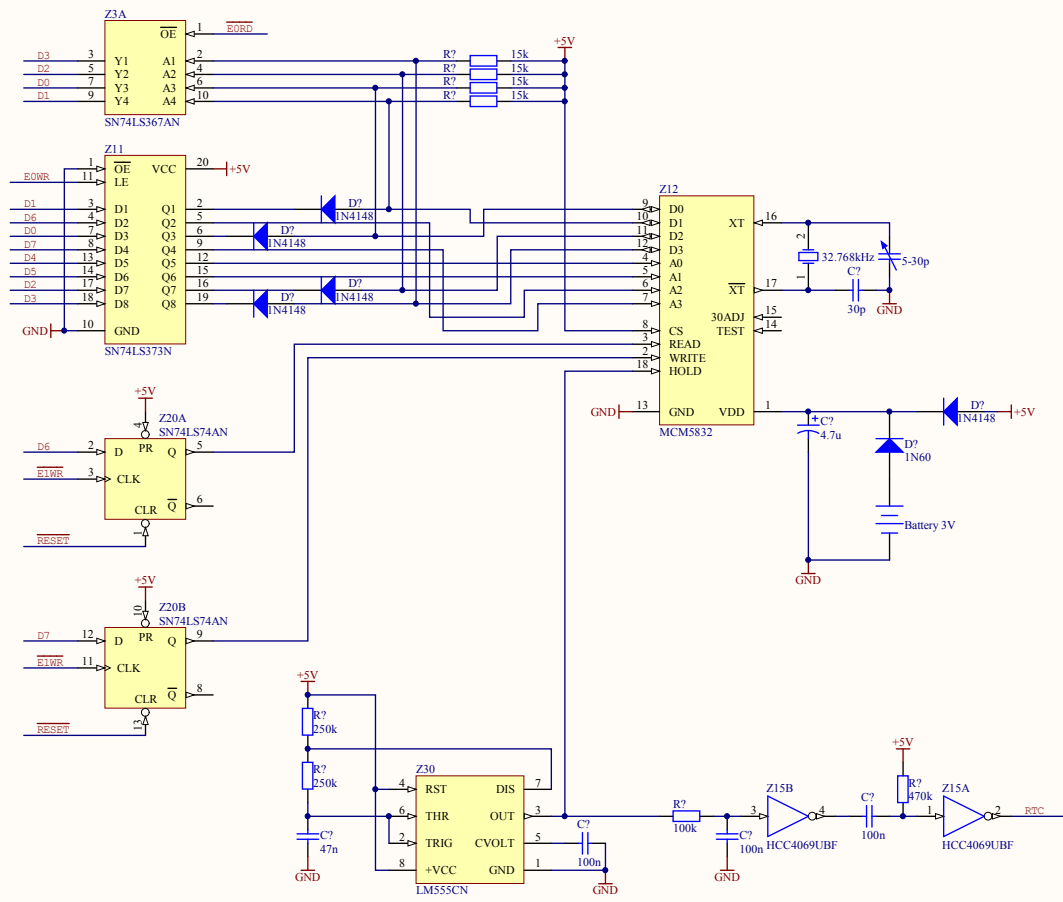 Z3A
OE
1
E0RD
D3 3 Y1 A1 2 R? 15k +5V
D2 5 Y2 A2 4 R? 15k
D0 7 Y3 A3 6 R? 15k
D1 9 Y4 A4 10 R? 15k
SN74LS367AN
Z11
1 OE VCC 20 +5V
E0WR 11 LE
D1 3 D1 Q1 2
D6 4 D2 Q2 5
D0 7 D3 Q3 6
D7 8 D4 Q4 9
D4 13 D5 Q5 12
D5 14 D6 Q6 15
D2 17 D7 Q7 16
D3 18 D8 Q8 19
GND 10 GND
SN74LS373N
D?
1N4148
D?
1N4148
D?
1N4148
D?
1N4148
Z12
9 D0
10 D1 XT 16
11 D2
12 D3
4 A0
5 A1
6 A2 XT 17
7 A3
30ADJ 15
8 CS TEST 14
3 READ
2 WRITE
18 HOLD
GND 13 GND VDD 1
MCM5832
2
32.768kHz
1
5-30p
C?
30p
GND
D?
1N4148
+5V
+
C?
4.7u
D?
1N60
Battery 3V
GND
+5V
4
Z20A
SN74LS74AN
PR
D6 2 D Q 5
E1WR 3 CLK
Q 6
CLR
1
RESET
+5V
10
Z20B
SN74LS74AN
PR
D7 12 D Q 9
E1WR 11 CLK
Q 8
CLR
13
RESET
+5V
R?
250k
R?
250k
C?
47n
GND
Z30
4 RST DIS 7
6 THR OUT 3
2 TRIG CVOLT 5
8 +VCC GND 1
LM555CN
C?
100n
GND
R?
100k
C?
100n
GND
Z15B
3 4
HCC4069UBF
C?
100n
+5V
R?
470k
Z15A
1 2
HCC4069UBF
RTC